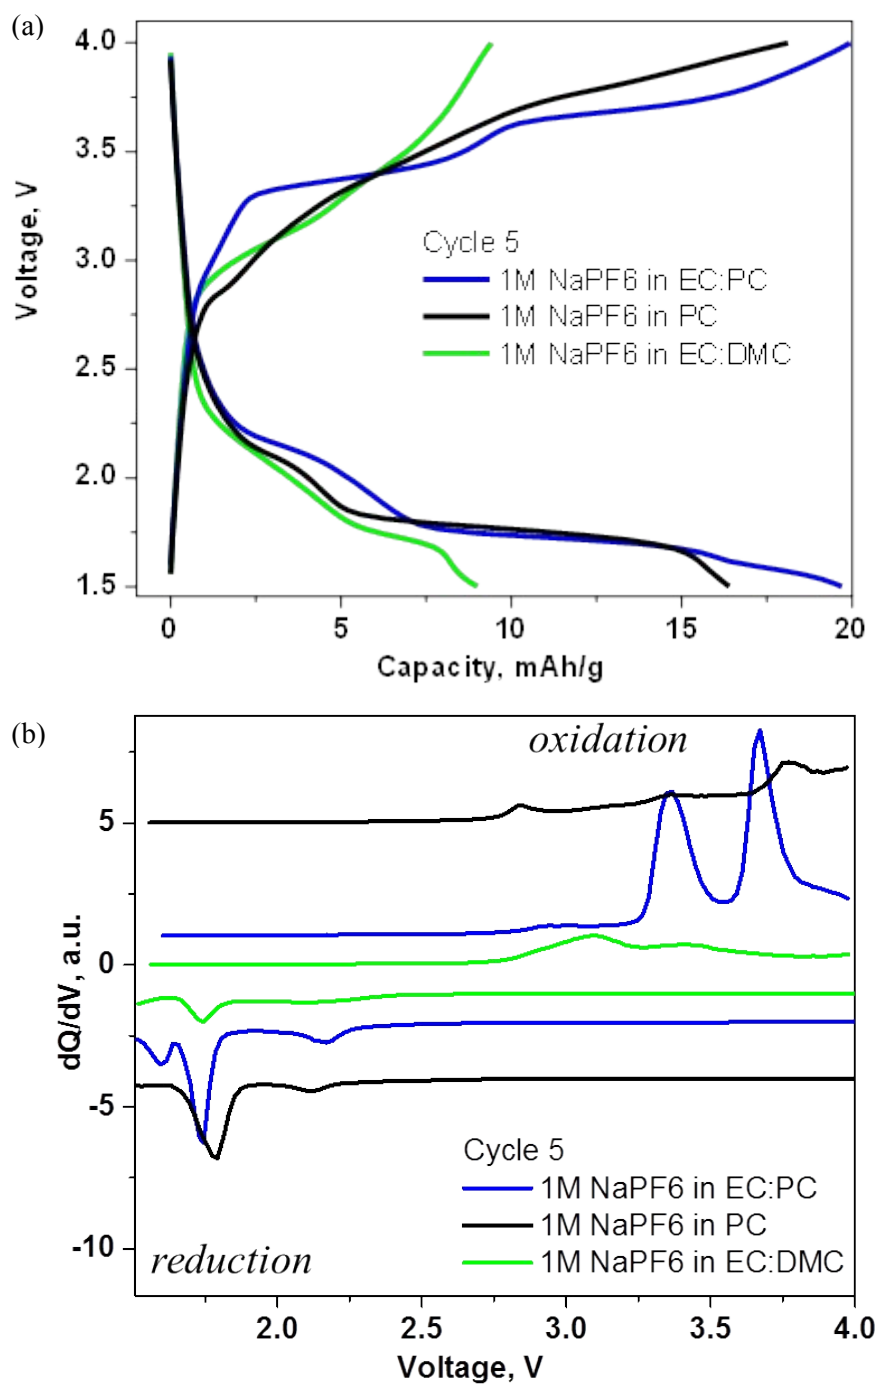 (a)
4.0
3.5
3.0
2.5
2.0
1.5
Voltage, V
Cycle 5
1M NaPF6 in EC:PC
1M NaPF6 in PC
1M NaPF6 in EC:DMC
0 5 10 15 20
Capacity, mAh/g
(b)
oxidation
5
0
-5
-10
dQ/dV, a.u.
Cycle 5
1M NaPF6 in EC:PC
1M NaPF6 in PC
1M NaPF6 in EC:DMC
reduction
2.0 2.5 3.0 3.5 4.0
Voltage, V